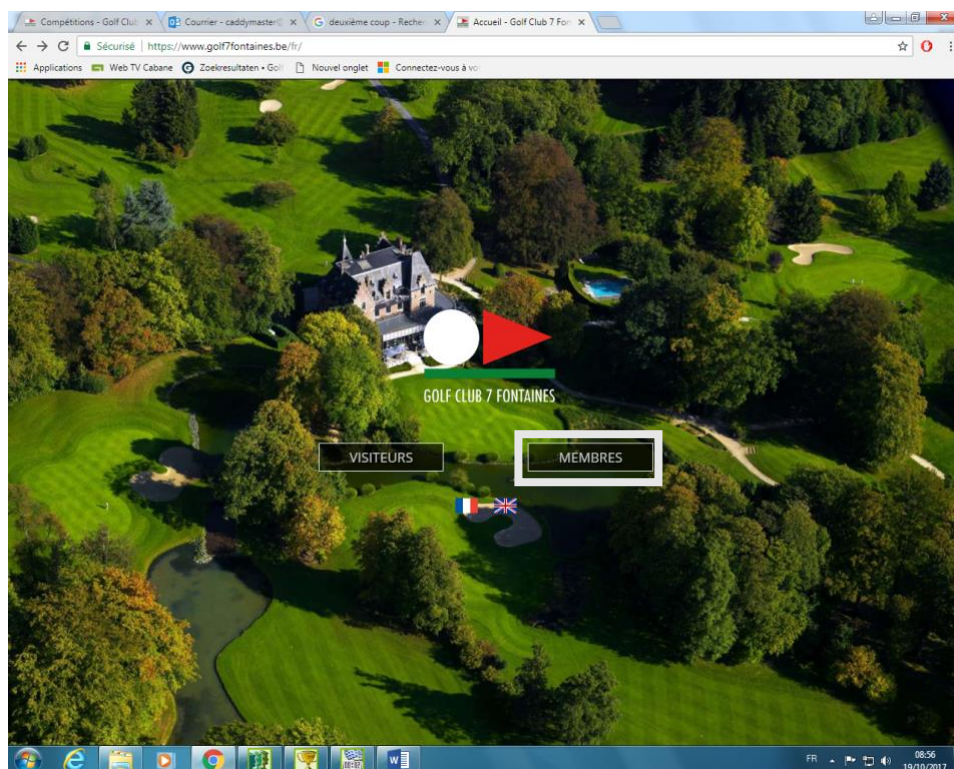 Compétitions - Golf Club
Courrier - caddymaster@
deuxième coup - Recher
Accueil - Golf Club 7 Fon
Sécurisé | https://www.golf7fontaines.be/fr/
Applications Web TV Cabane Zoekresultaten • Gol Nouvel onglet Connectez-vous à vo
GOLF CLUB 7 FONTAINES
VISITEURS MEMBRES
FR 08:56
19/10/2017